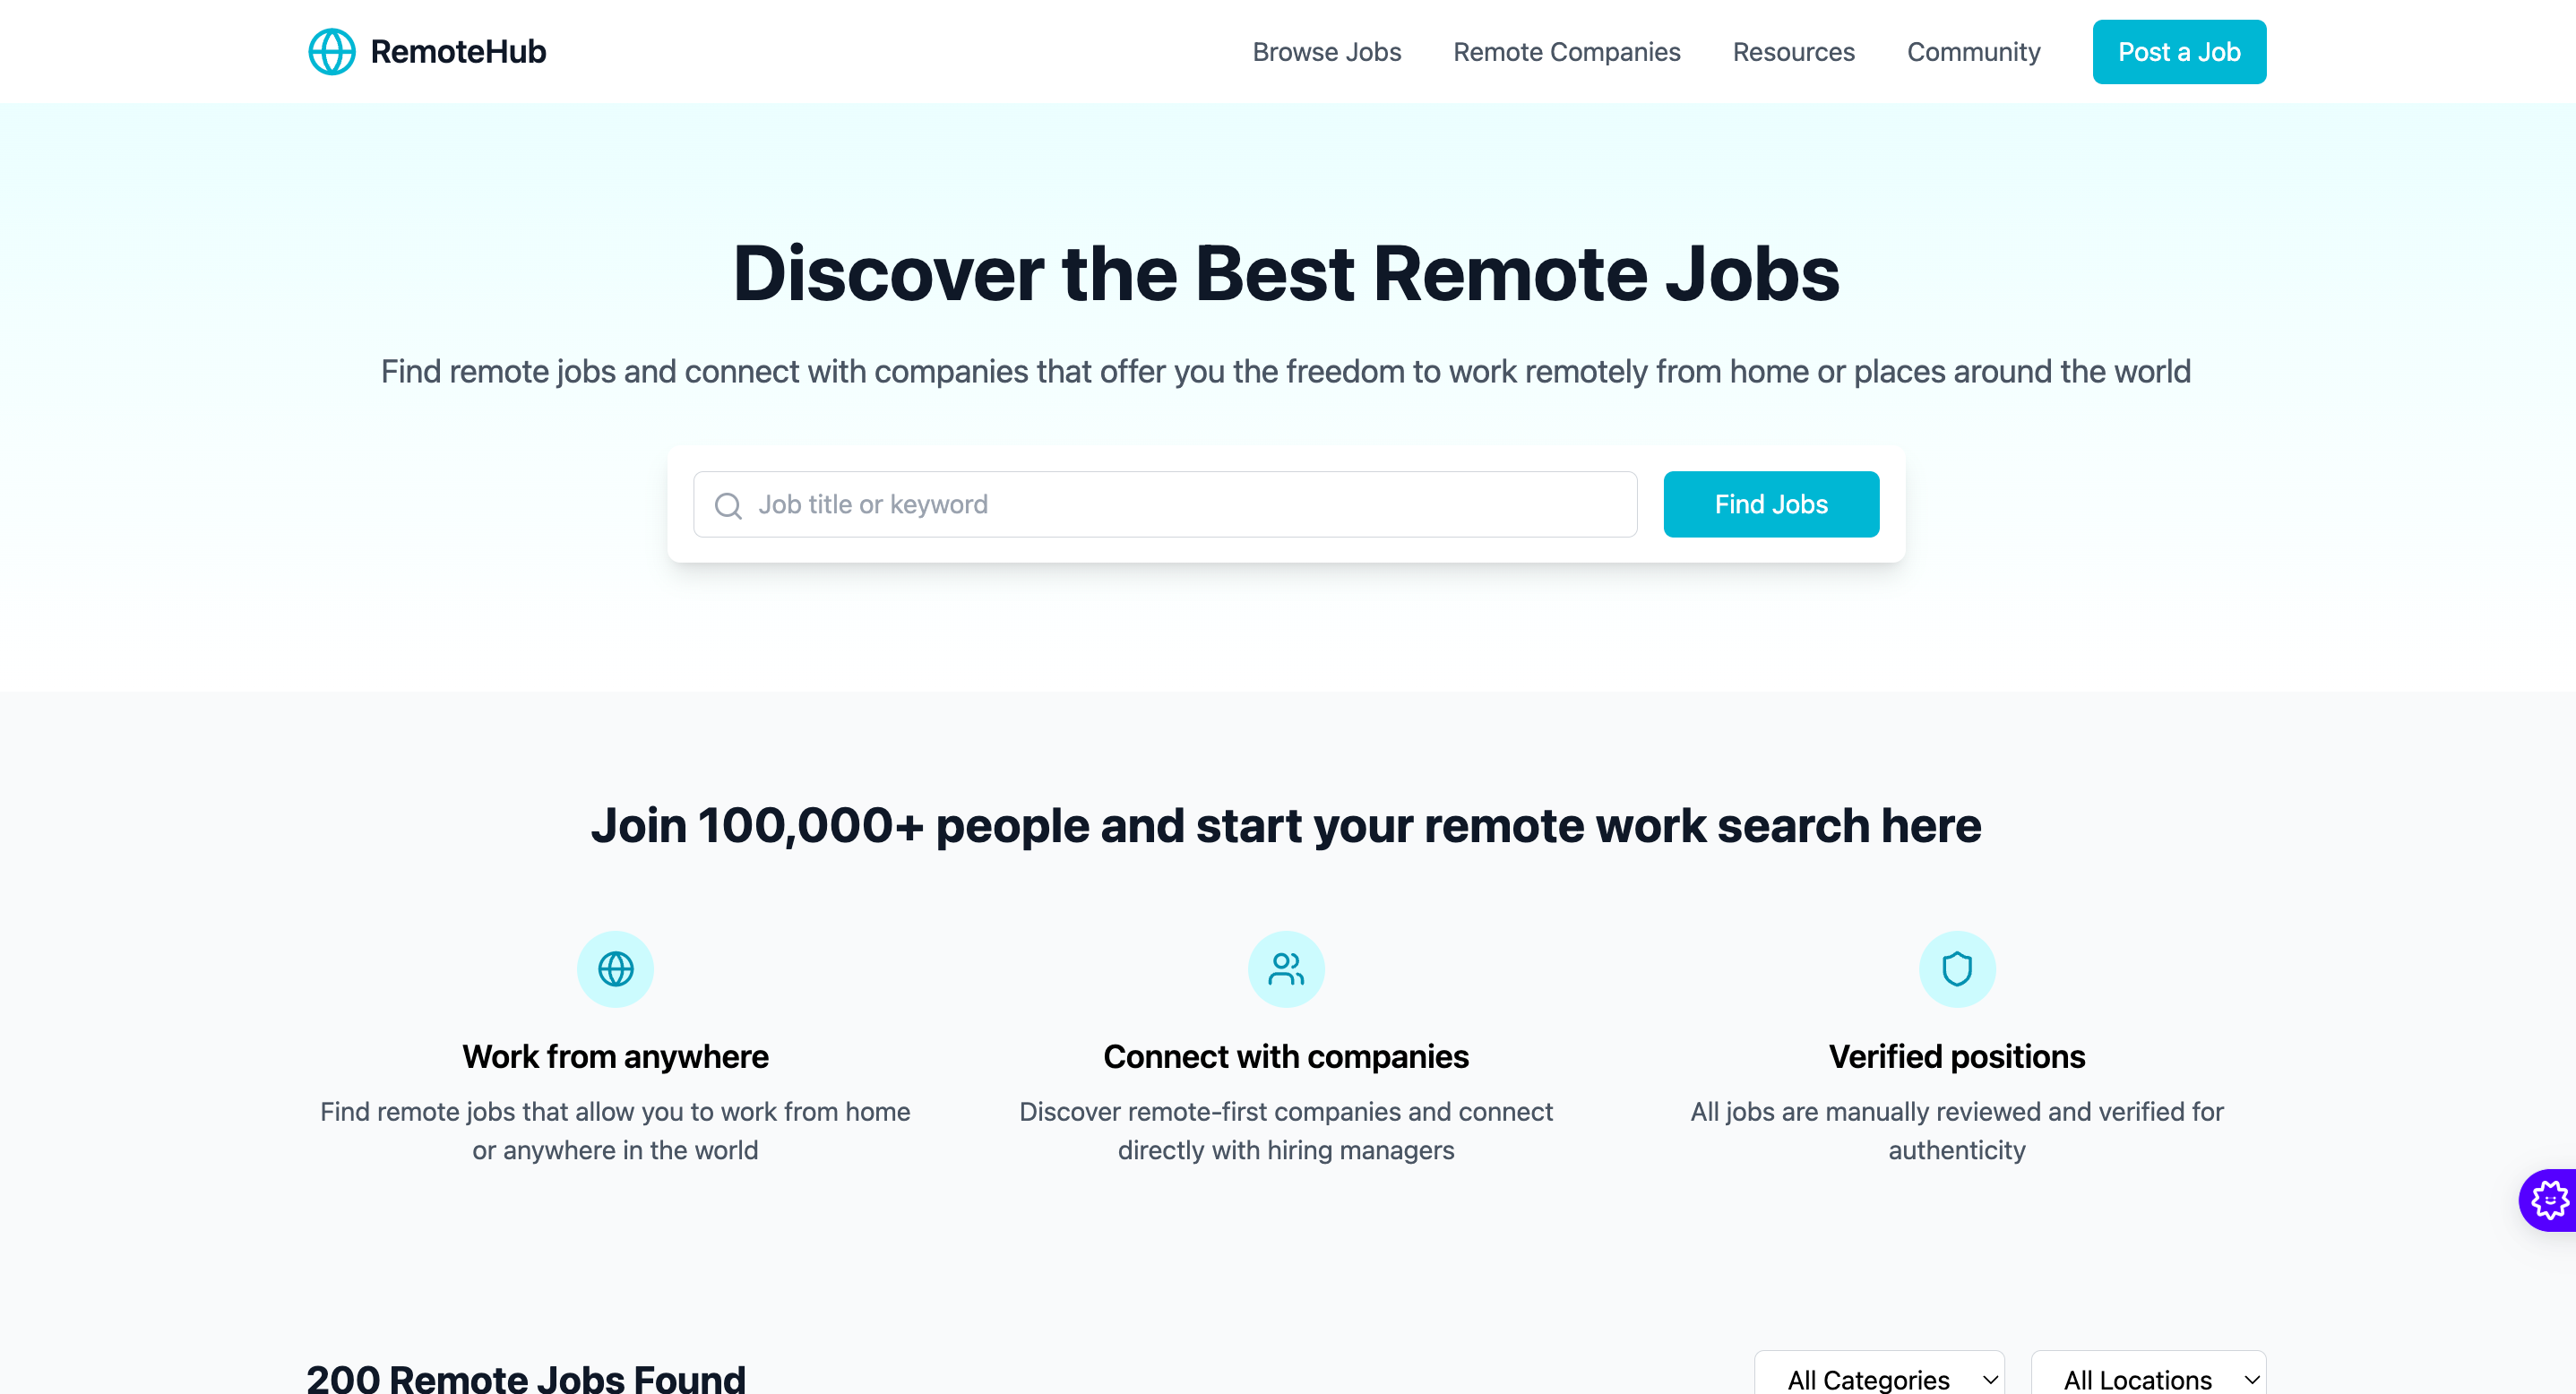 RemoteHub
Browse Jobs
Remote Companies
Resources
Community
Post a Job
Discover the Best Remote Jobs
Find remote jobs and connect with companies that offer you the freedom to work remotely from home or places around the world
Job title or keyword
Find Jobs
Join 100,000+ people and start your remote work search here
Work from anywhere
Find remote jobs that allow you to work from home
or anywhere in the world
Connect with companies
Discover remote-first companies and connect
directly with hiring managers
Verified positions
All jobs are manually reviewed and verified for
authenticity
200 Remote Jobs Found
All Categories
All Locations